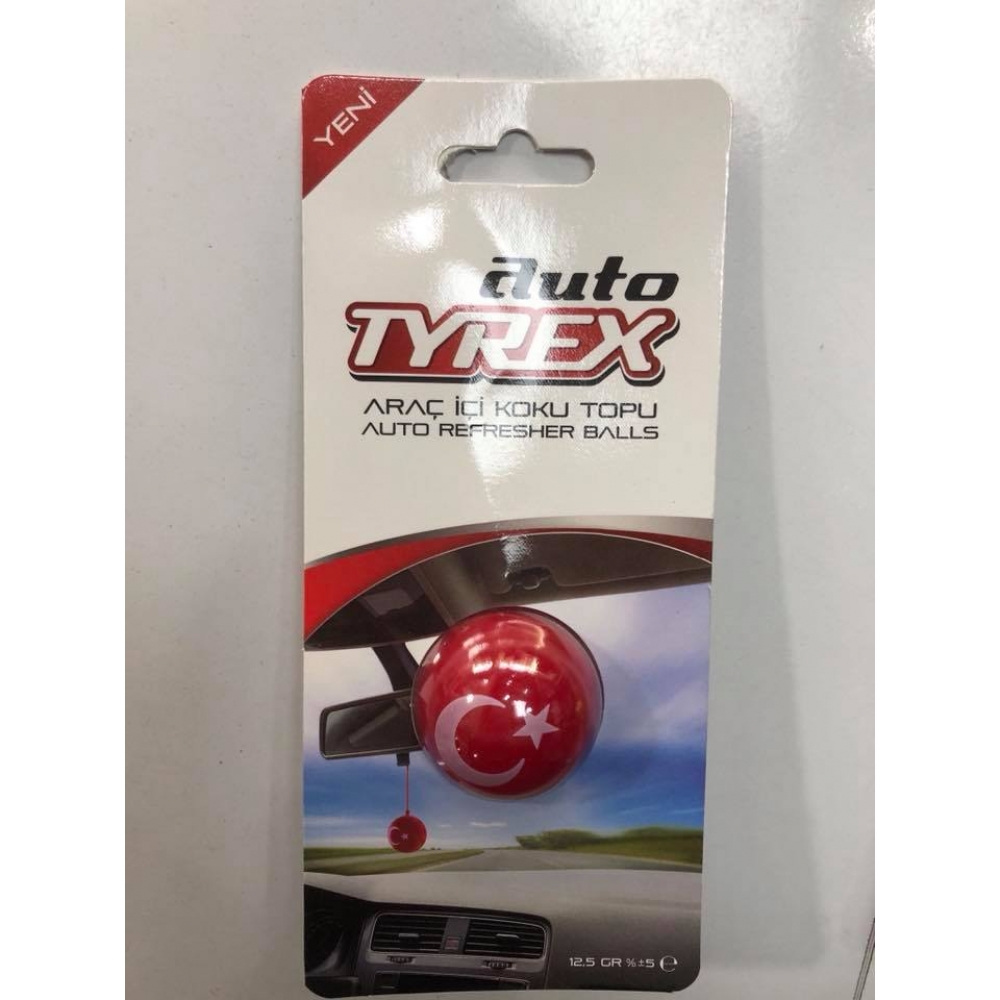 YENİ
auto
TYREX
ARAÇ İÇİ KOKU TOPU
AUTO REFRESHER BALLS
12.5 GR %±5 ℮